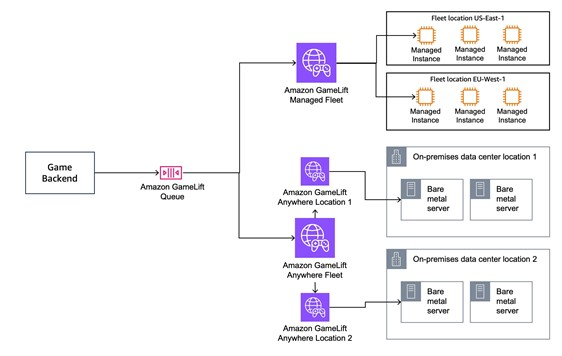 Fleet location US-East-1
Managed
Instance
Managed
Instance
Managed
Instance
Amazon GameLift
Managed Fleet
Fleet location EU-West-1
Managed
Instance
Managed
Instance
Managed
Instance
Game
Backend
Amazon GameLift
Queue
Amazon GameLift
Anywhere Location 1
On-premises data center location 1
Bare
metal
server
Bare
metal
server
Amazon GameLift
Anywhere Fleet
On-premises data center location 2
Bare
metal
server
Bare
metal
server
Amazon GameLift
Anywhere Location 2